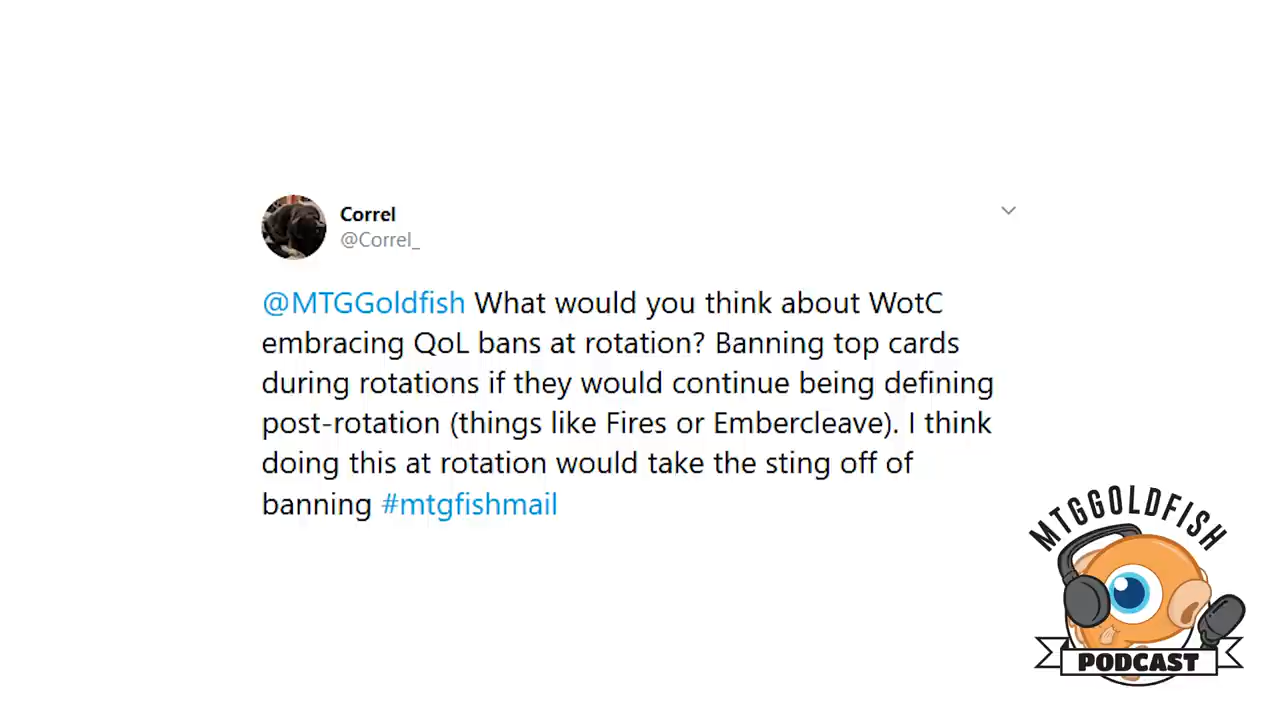 Correl
@Correl_
@MTGGoldfish What would you think about WotC
embracing QoL bans at rotation? Banning top cards
during rotations if they would continue being defining
post-rotation (things like Fires or Embercleave). I think
doing this at rotation would take the sting off of
banning #mtgfishmail
MTGGOLDFISH
PODCAST